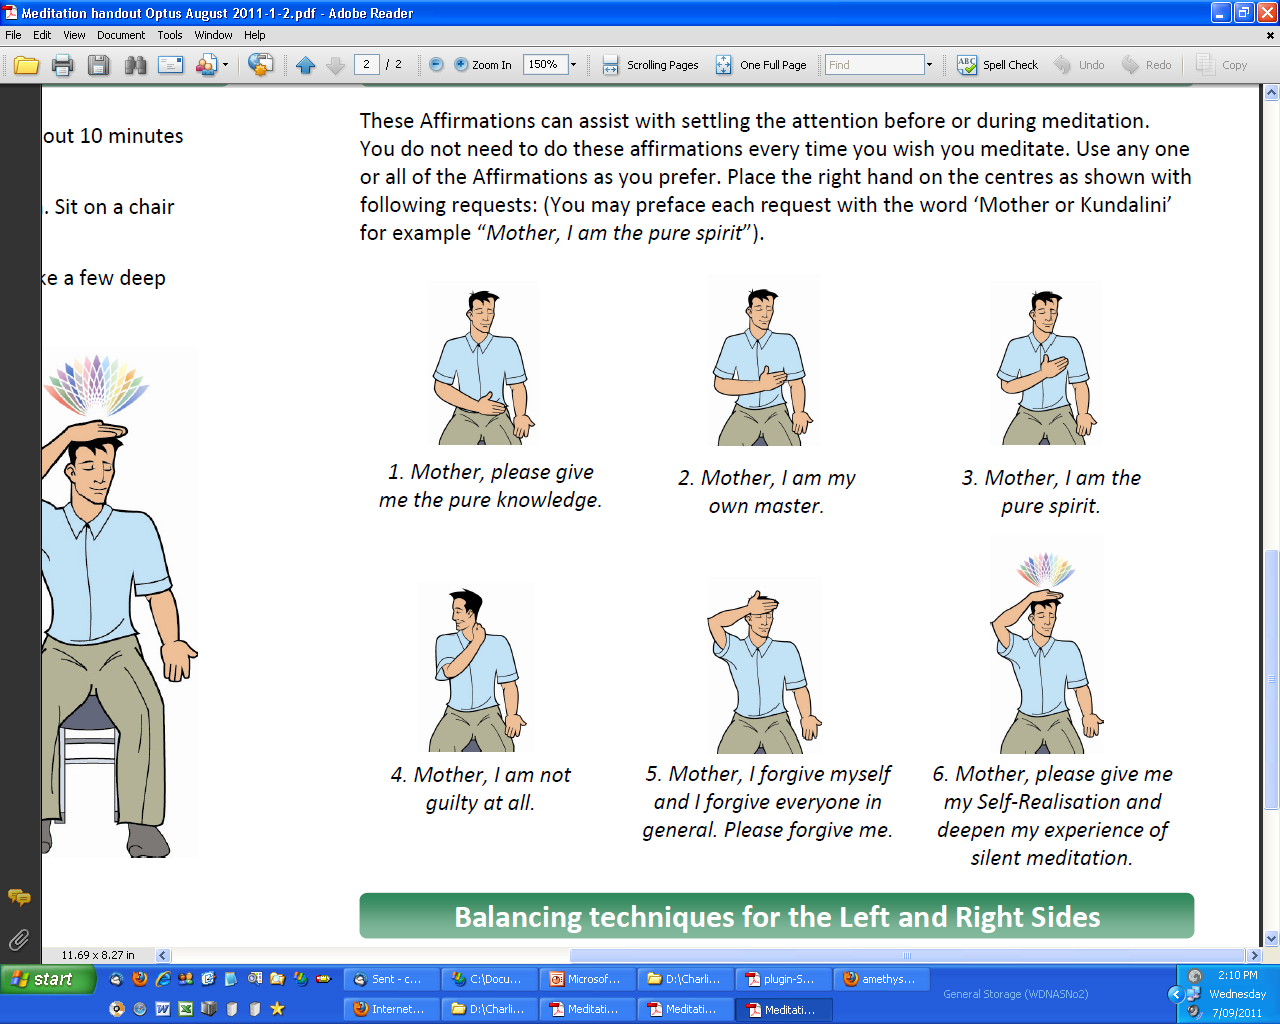 Meditation handout Optus August 2011-1-2.pdf - Adobe Reader
File Edit View Document Tools Window Help
2 / 2 Zoom In 150% Scrolling Pages One Full Page Find Spell Check Undo Redo Copy
out 10 minutes
. Sit on a chair
ke a few deep
These Affirmations can assist with settling the attention before or during meditation.
You do not need to do these affirmations every time you wish you meditate. Use any one
or all of the Affirmations as you prefer. Place the right hand on the centres as shown with
following requests: (You may preface each request with the word ‘Mother or Kundalini’
for example “Mother, I am the pure spirit”).
1. Mother, please give
me the pure knowledge.
2. Mother, I am my
own master.
3. Mother, I am the
pure spirit.
4. Mother, I am not
guilty at all.
5. Mother, I forgive myself
and I forgive everyone in
general. Please forgive me.
6. Mother, please give me
my Self-Realisation and
deepen my experience of
silent meditation.
Balancing techniques for the Left and Right Sides
11.69 x 8.27 in
start
Sent - c... C:\Docu... Microsof... D:\Charli... plugin-S... amethys...
Internet... D:\Charli... Meditati... Meditati... Meditati...
General Storage (WDNASNo2)
2:10 PM
Wednesday
7/09/2011